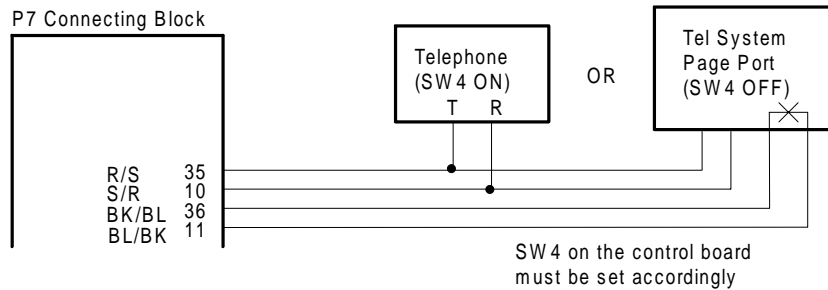 P7 Connecting Block
Telephone
(SW4 ON)
T R
OR
Tel System
Page Port
(SW4 OFF)
R/S 35
S/R 10
BK/BL 36
BL/BK 11
SW4 on the control board
must be set accordingly